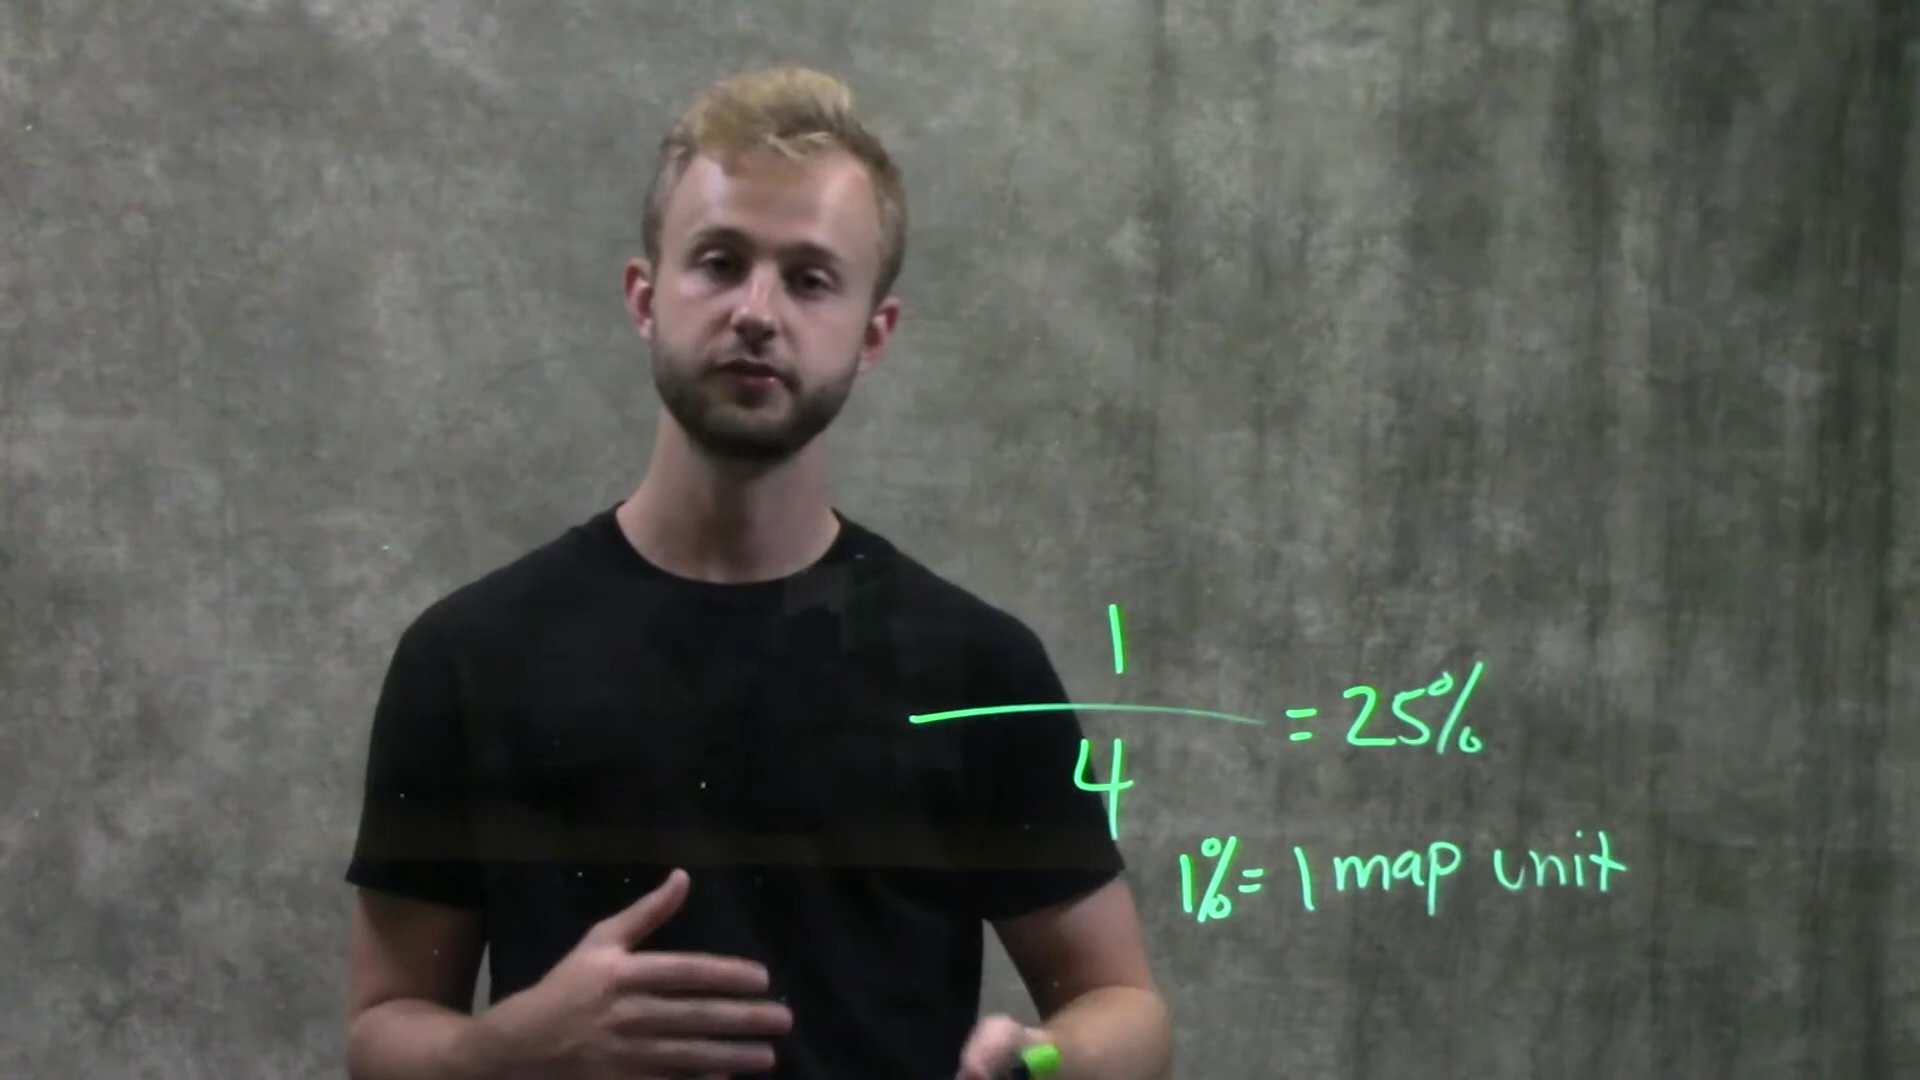 1
4
= 25%
1% = 1 map unit